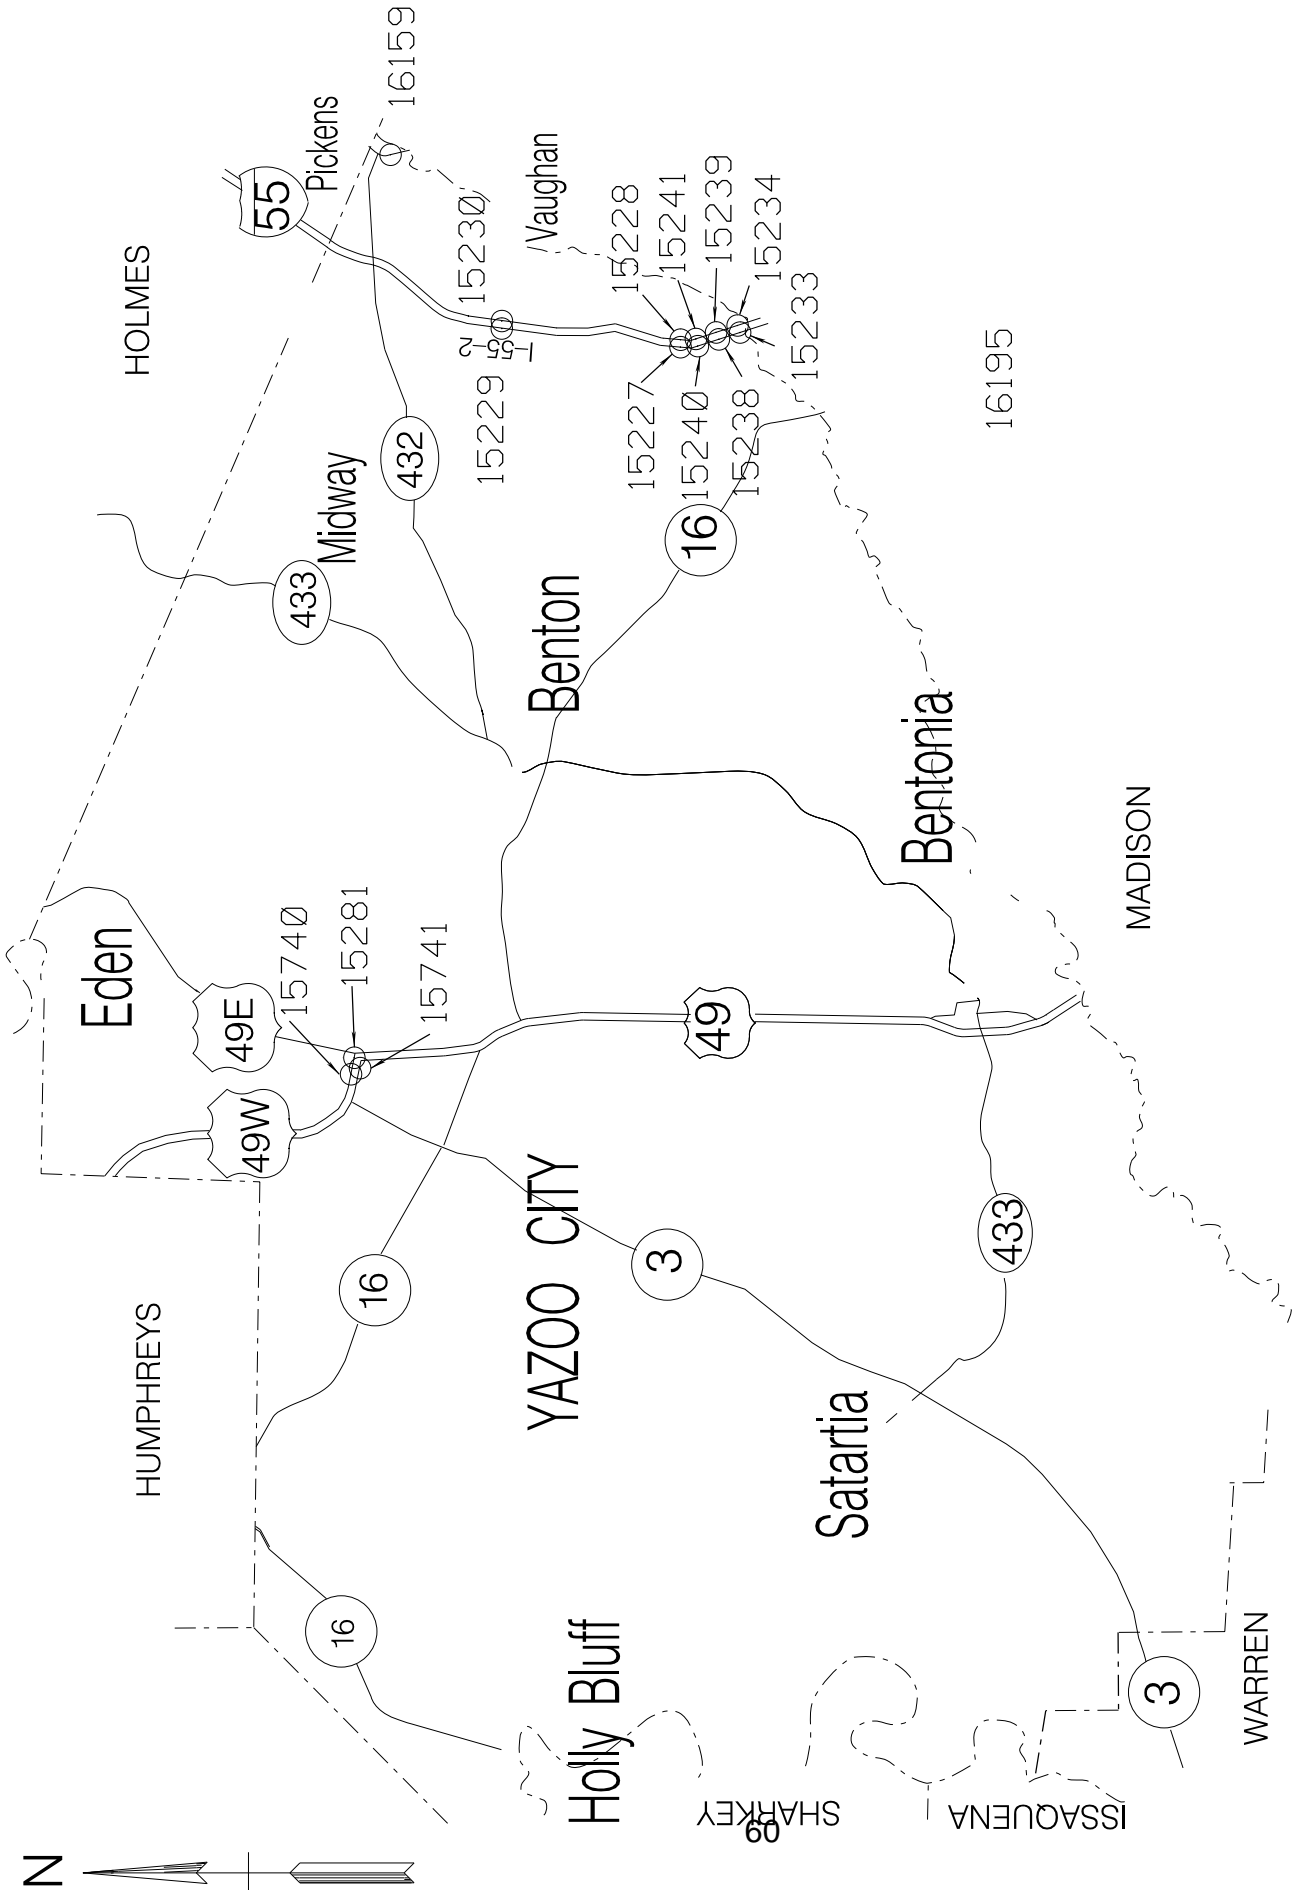 N
HOLMES
HUMPHREYS
MADISON
WARREN
SHARKEY
ISSAQUENA
60
16159
55
Pickens
15230
I-55-2
15229
Vaughan
15228
15241
15239
15234
15233
15227
15240
15238
16195
432
433
Midway
16
Benton
Bentonia
Eden
15740
15281
15741
49E
49W
49
16
YAZOO CITY
3
433
Satartia
16
Holly Bluff
3